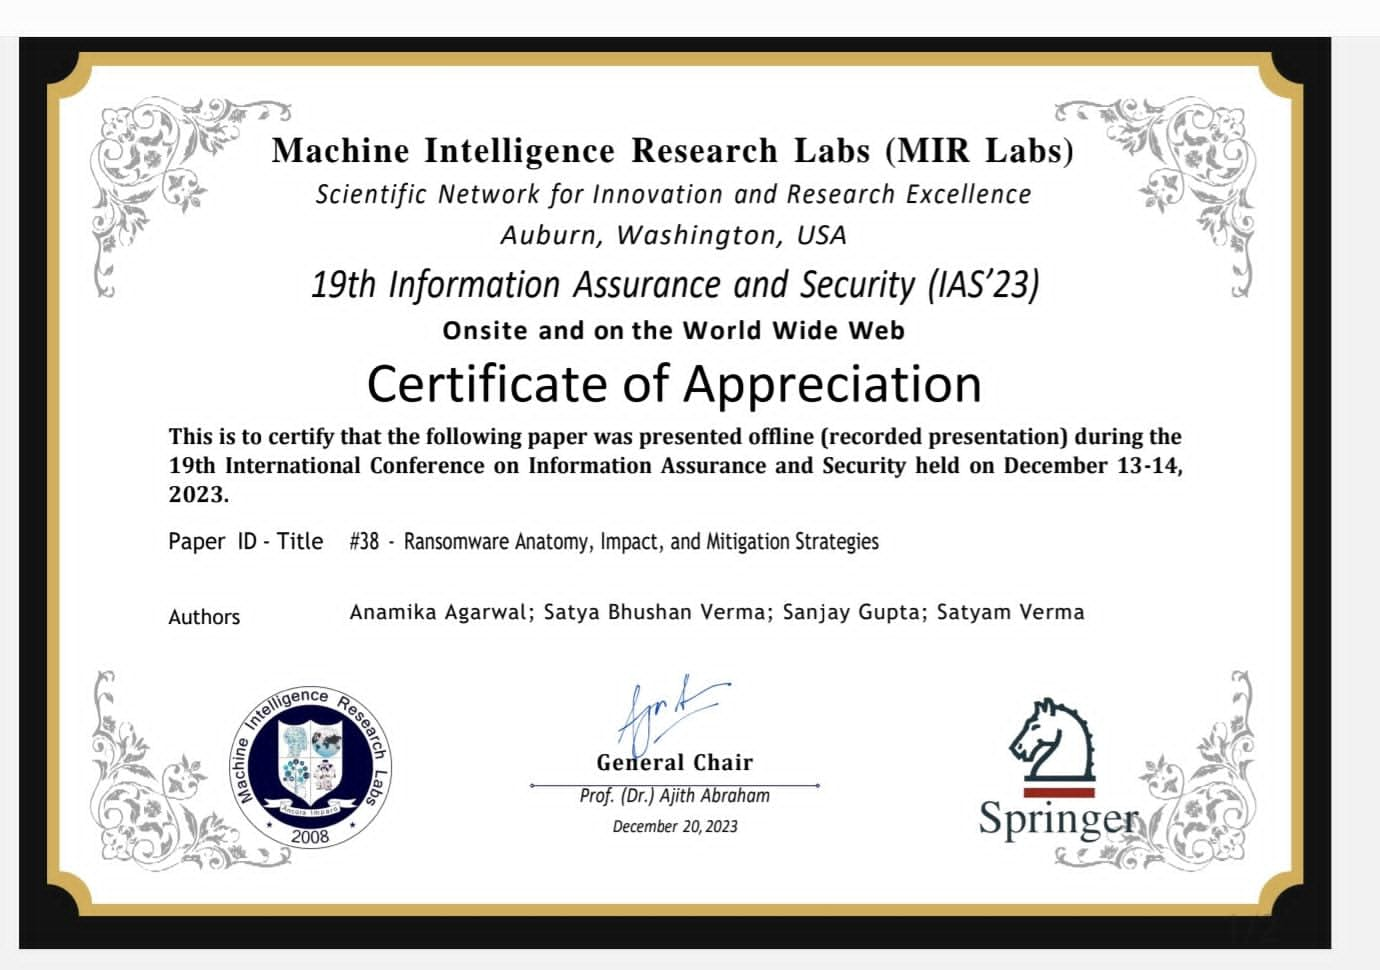 Machine Intelligence Research Labs (MIR Labs)
Scientific Network for Innovation and Research Excellence
Auburn, Washington, USA
19th Information Assurance and Security (IAS’23)
Onsite and on the World Wide Web
Certificate of Appreciation
This is to certify that the following paper was presented offline (recorded presentation) during the
19th International Conference on Information Assurance and Security held on December 13-14,
2023.
Paper ID - Title #38 - Ransomware Anatomy, Impact, and Mitigation Strategies
Authors Anamika Agarwal; Satya Bhushan Verma; Sanjay Gupta; Satyam Verma
Machine Intelligence Research Labs
Ancora Imparo
2008
General Chair
Prof. (Dr.) Ajith Abraham
December 20, 2023
Springer
1/2